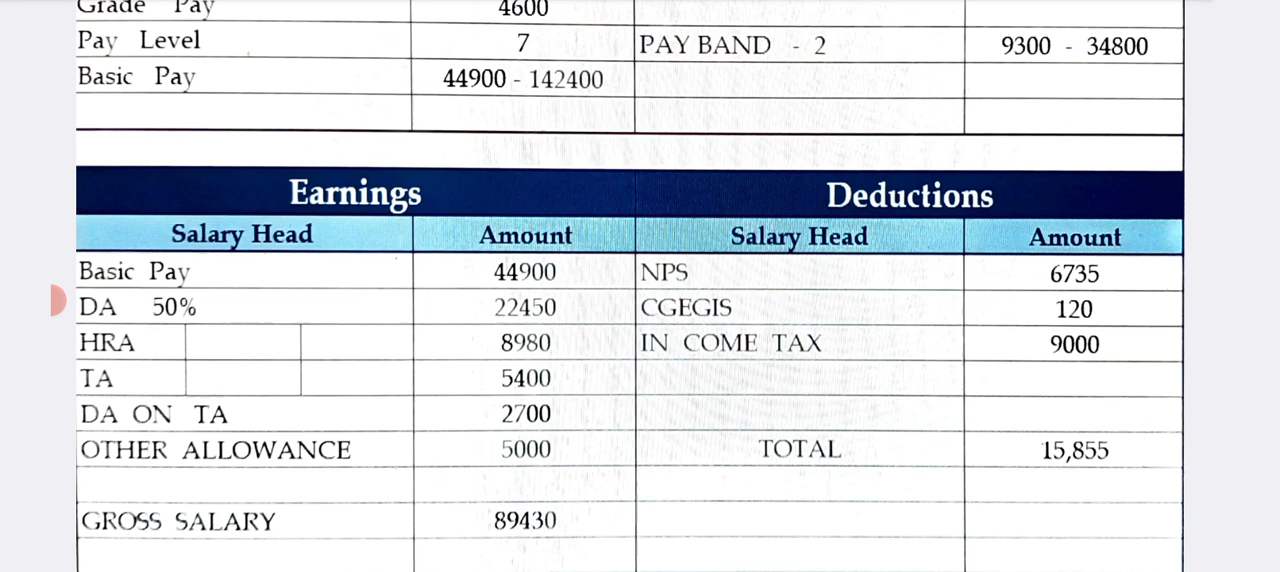 Grade Pay 4600
Pay Level 7 PAY BAND - 2 9300 - 34800
Basic Pay 44900 - 142400
Earnings Deductions
Salary Head Amount Salary Head Amount
Basic Pay 44900 NPS 6735
DA 50% 22450 CGEGIS 120
HRA 8980 IN COME TAX 9000
TA 5400
DA ON TA 2700
OTHER ALLOWANCE 5000 TOTAL 15,855
GROSS SALARY 89430